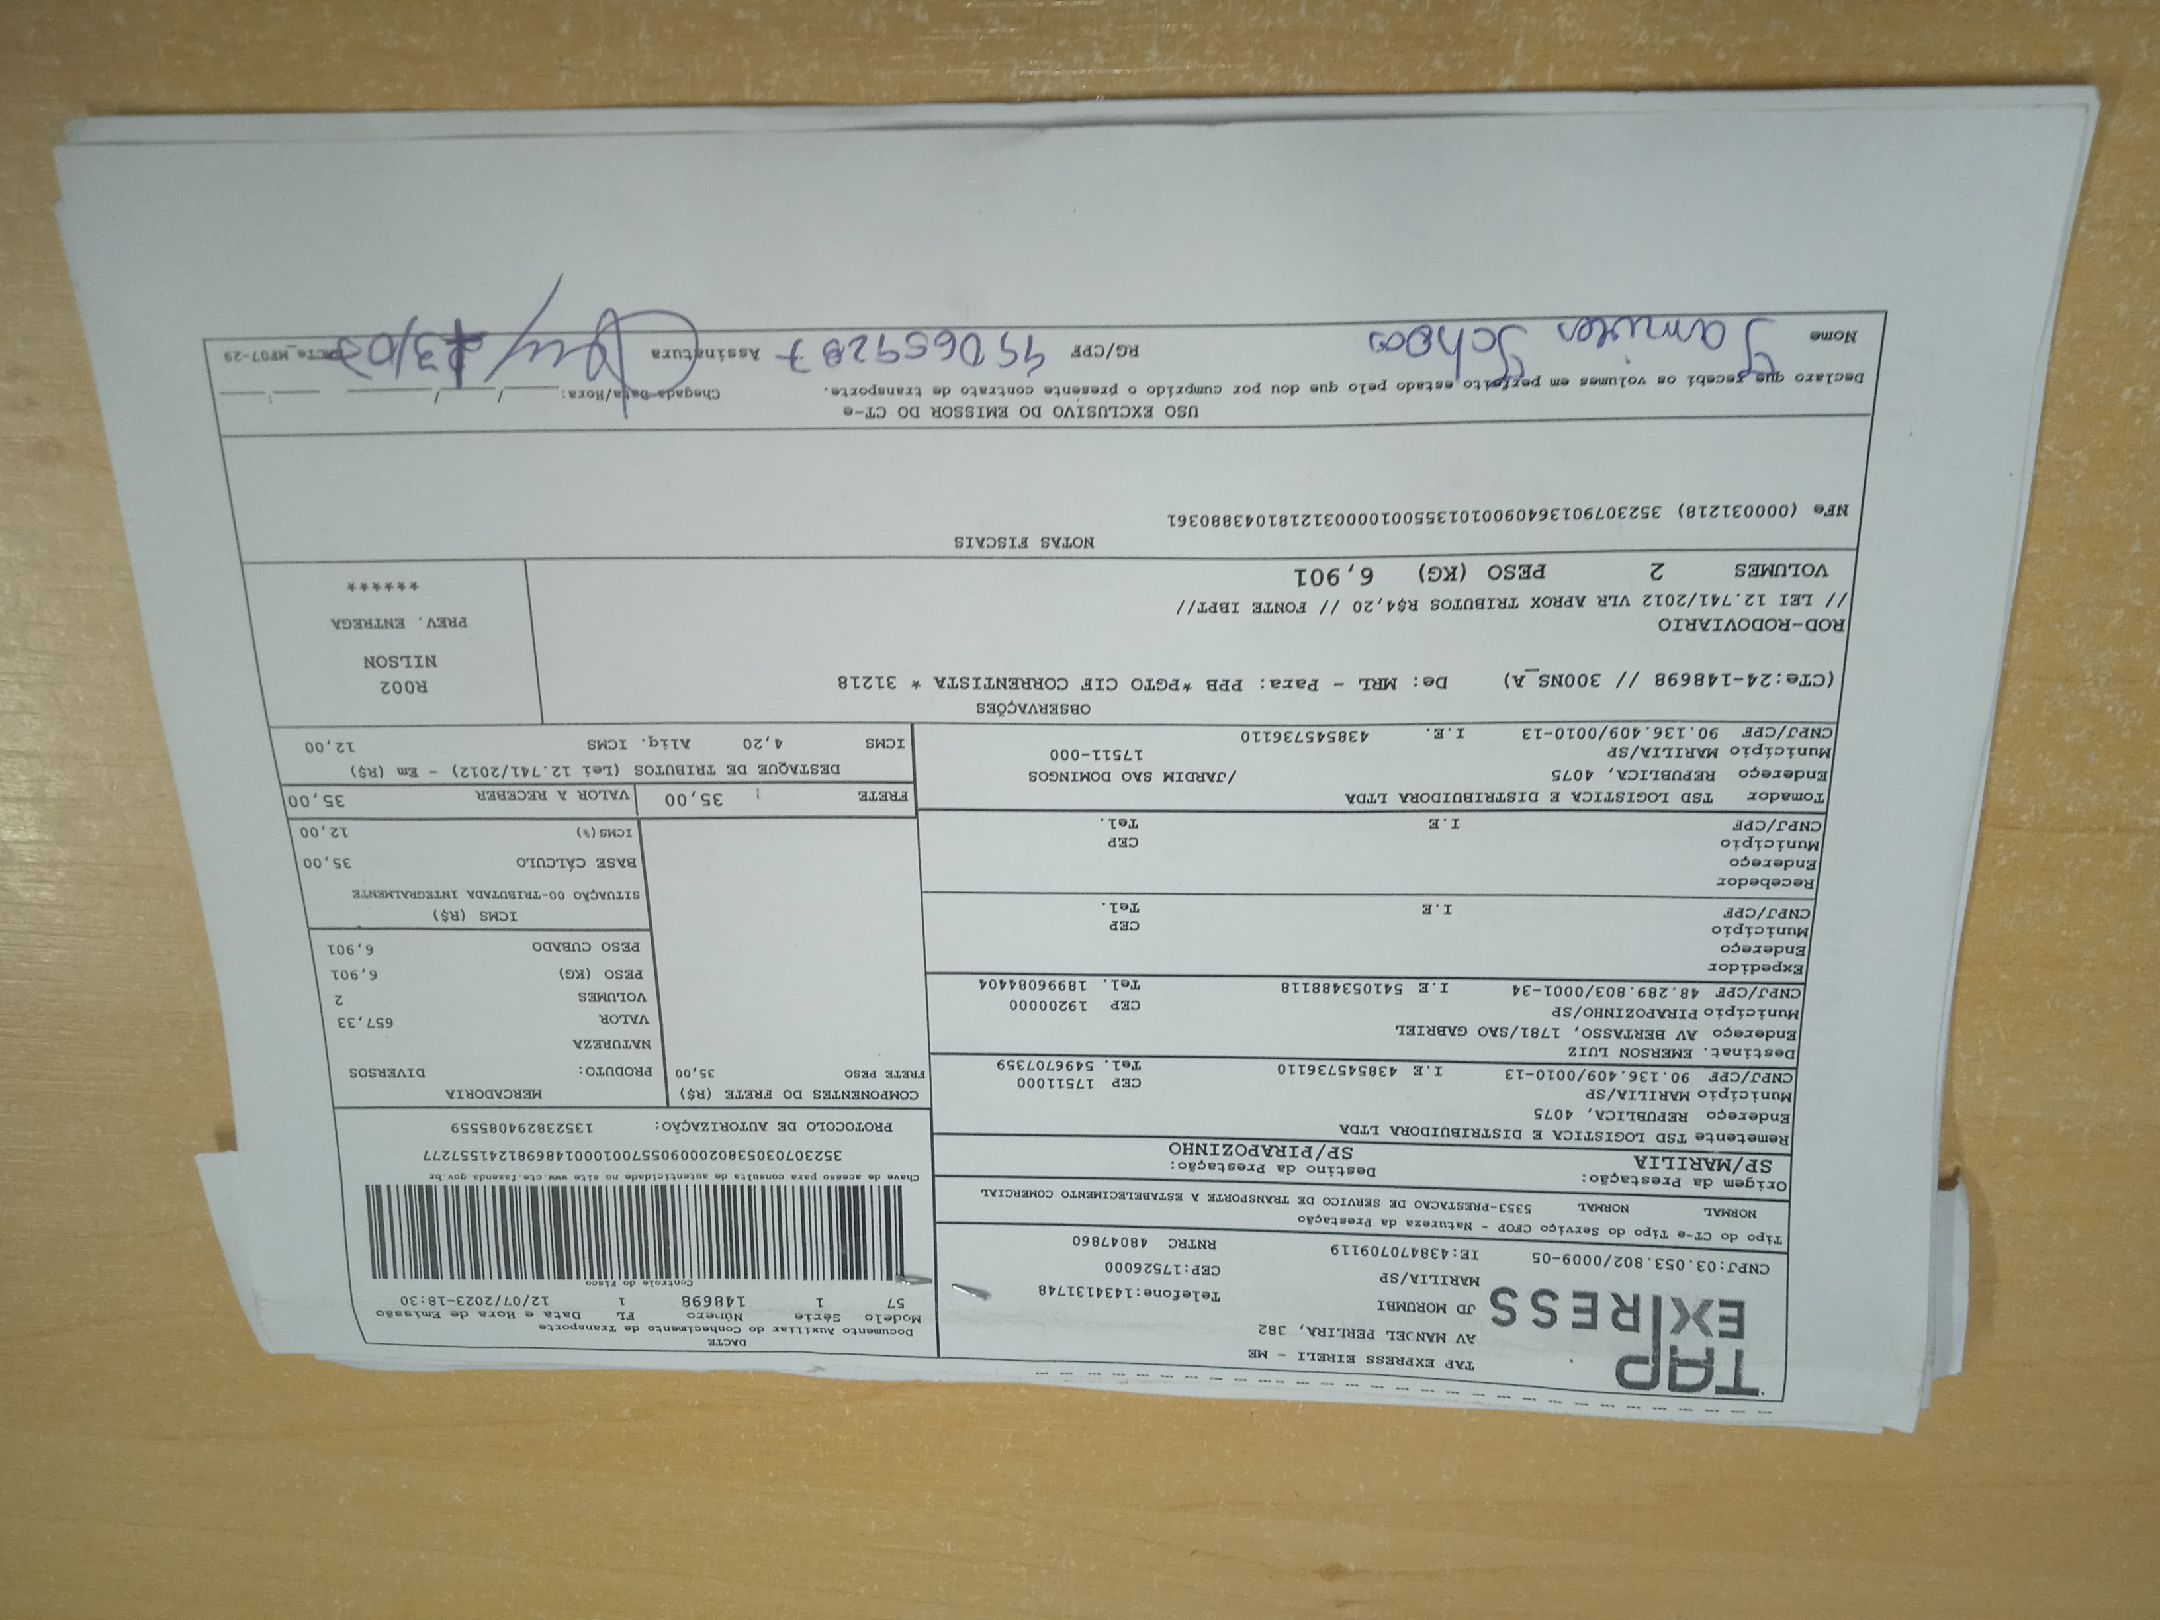 TAP
EXPRESS
TAP EXPRESS EIRELI - ME
AV MANOEL PEREIRA, 382
JD MORUMBI
MARILIA/SP
Telefone:1434131748
CEP:17526000
CNPJ:03.053.802/0009-05 IE:438470709119 RNTRC 48047860
DACTE
Documento Auxiliar do Conhecimento de Transporte
Modelo Série Número FL Data e Hora de Emissão
57 1 148698 1 12/07/2023-18:30
Controle do Fisco
Chave de acesso para consulta de autenticidade no site www.cte.fazenda.gov.br
35230703053802000905570010001486981241557277
PROTOCOLO DE AUTORIZAÇÃO: 135238294085559
Tipo do CT-e Tipo do Serviço CFOP - Natureza da Prestação
NORMAL NORMAL 5353-PRESTACAO DE SERVICO DE TRANSPORTE A ESTABELECIMENTO COMERCIAL
Origem da Prestação: Destino da Prestação:
SP/MARILIA SP/PIRAPOZINHO
Remetente TSD LOGISTICA E DISTRIBUIDORA LTDA
Endereço REPUBLICA, 4075
Município MARILIA/SP CEP 17511000
CNPJ/CPF 90.136.409/0010-13 I.E 438545736110 Tel. 5496707359
Destinat. EMERSON LUIZ
Endereço AV BERTASSO, 1781/SAO GABRIEL
Município PIRAPOZINHO/SP CEP 19200000
CNPJ/CPF 48.289.803/0001-34 I.E 541053488118 Tel. 18996084404
Expedidor
Endereço
Município CEP
CNPJ/CPF I.E Tel.
Recebedor
Endereço
Município CEP
CNPJ/CPF I.E Tel.
Tomador TSD LOGISTICA E DISTRIBUIDORA LTDA
Endereço REPUBLICA, 4075 /JARDIM SAO DOMINGOS
Município MARILIA/SP 17511-000
CNPJ/CPF 90.136.409/0010-13 I.E. 438545736110
COMPONENTES DO FRETE (R$)
FRETE PESO 35,00
MERCADORIA
PRODUTO: DIVERSOS
NATUREZA
VALOR 657,33
VOLUMES 2
PESO (KG) 6,901
PESO CUBADO 6,901
ICMS (R$)
SITUAÇÃO 00-TRIBUTADA INTEGRALMENTE
BASE CÁLCULO 35,00
ICMS(%) 12,00
FRETE 35,00 VALOR A RECEBER 35,00
DESTAQUE DE TRIBUTOS (Lei 12.741/2012) - Em (R$)
ICMS 4,20 Aliq. ICMS 12,00
OBSERVAÇÕES
(CTe:24-148698 // 300NS_A) De: MRL - Para: PPB *PGTO CIF CORRENTISTA * 31218
ROD-RODOVIARIO
// LEI 12.741/2012 VLR APROX TRIBUTOS R$4,20 // FONTE IBPT//
VOLUMES 2 PESO (KG) 6,901
R002
NILSON
PREV. ENTREGA
******
NOTAS FISCAIS
NFe (000031218) 35230790136409001013550010000312181043880361
USO EXCLUSIVO DO EMISSOR DO CT-e
Declaro que recebi os volumes em perfeito estado pelo que dou por cumprido o presente contrato de transporte. Chegada Data/Hora: / / :
Nome RG/CPF Assinatura DACTe_MF07-29